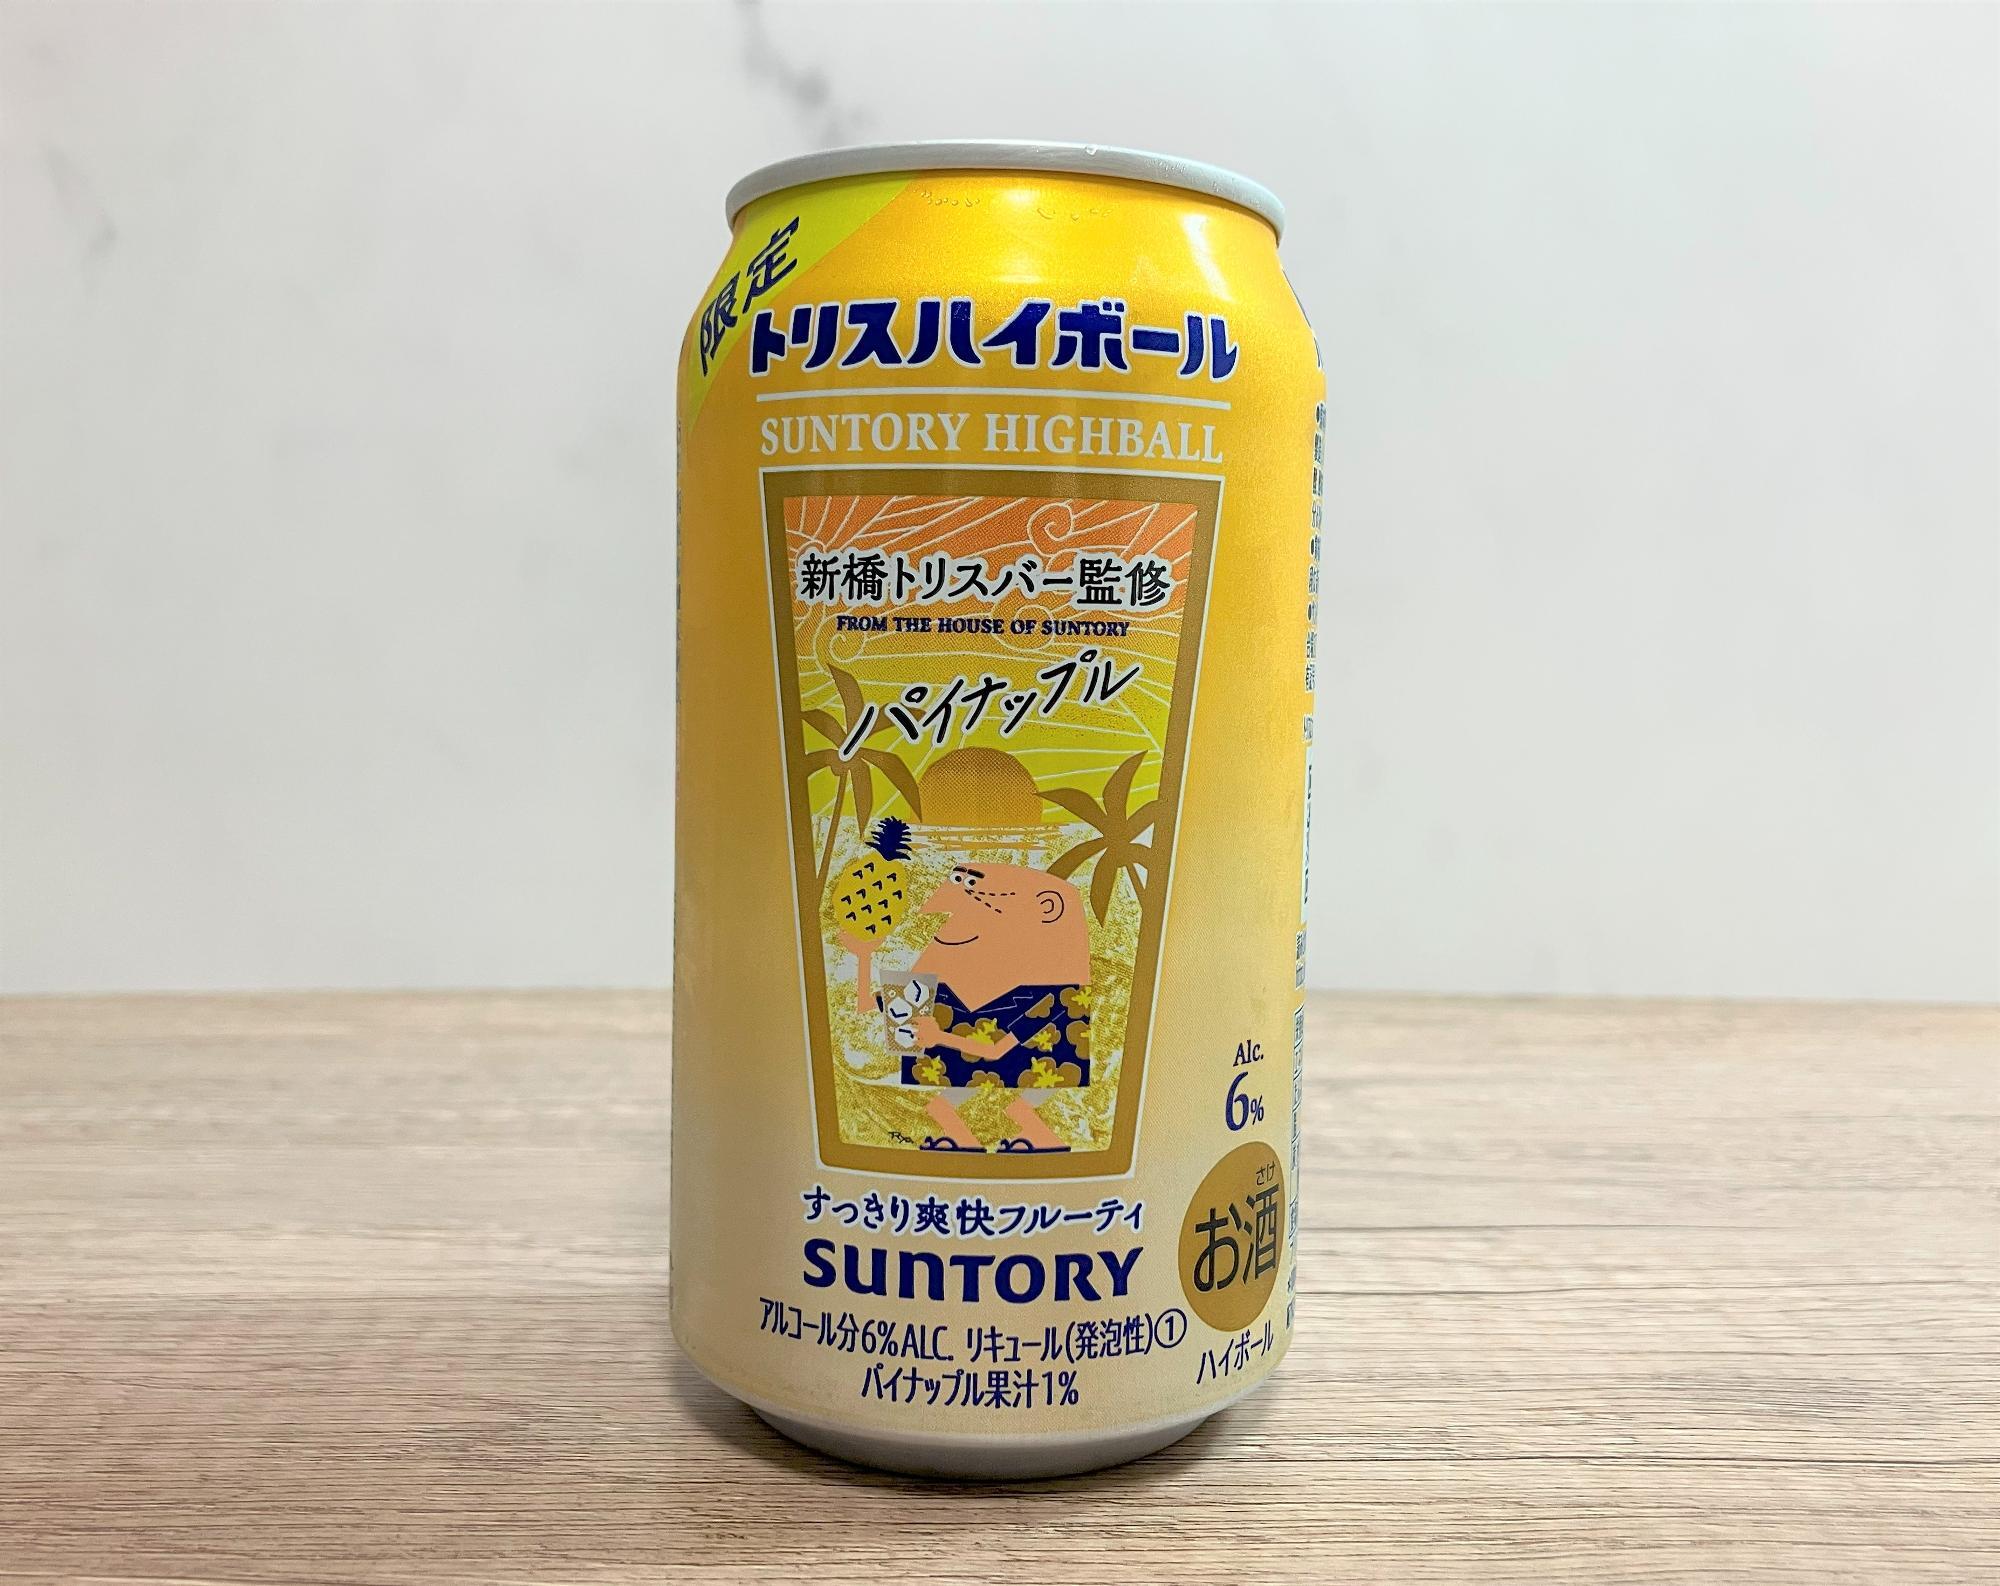 限定
トリスハイボール
SUNTORY HIGHBALL
新橋トリスバー監修
FROM THE HOUSE OF SUNTORY
パイナップル
Alc.
6%
さけ
お酒
ハイボール
すっきり爽快フルーティ
SUNTORY
アルコール分6%ALC. リキュール(発泡性)①
パイナップル果汁1%